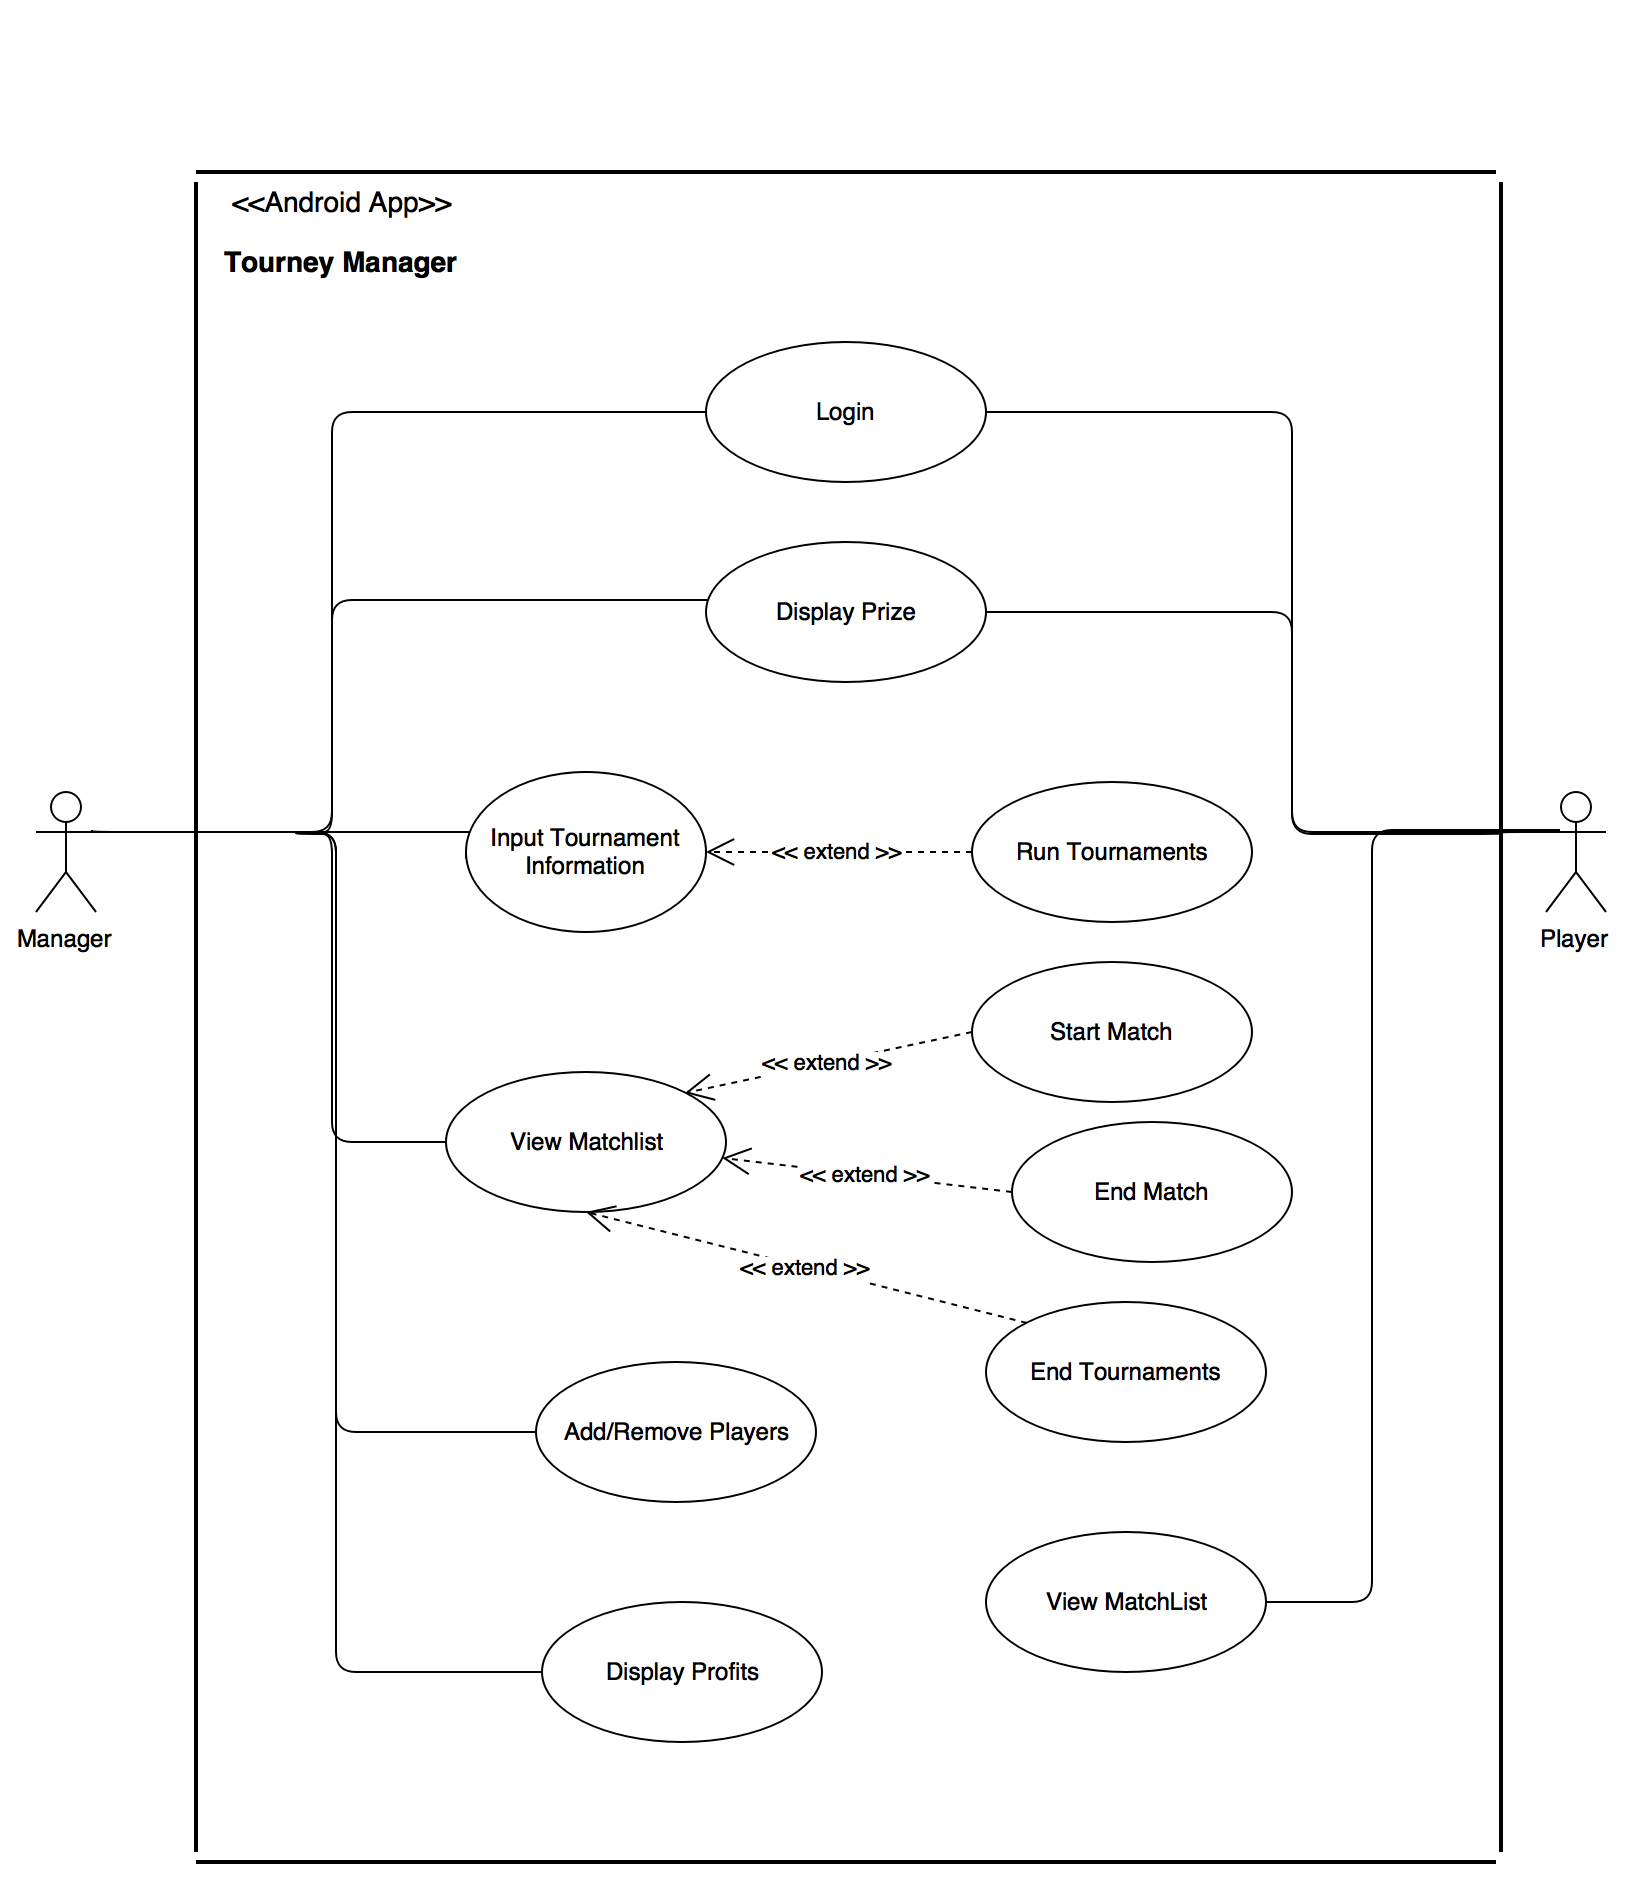 <<Android App>>
Tourney Manager
Login
Display Prize
Input Tournament
Information
<< extend >>
Run Tournaments
Manager
Player
Start Match
<< extend >>
View Matchlist
<< extend >>
End Match
<< extend >>
End Tournaments
Add/Remove Players
View MatchList
Display Profits